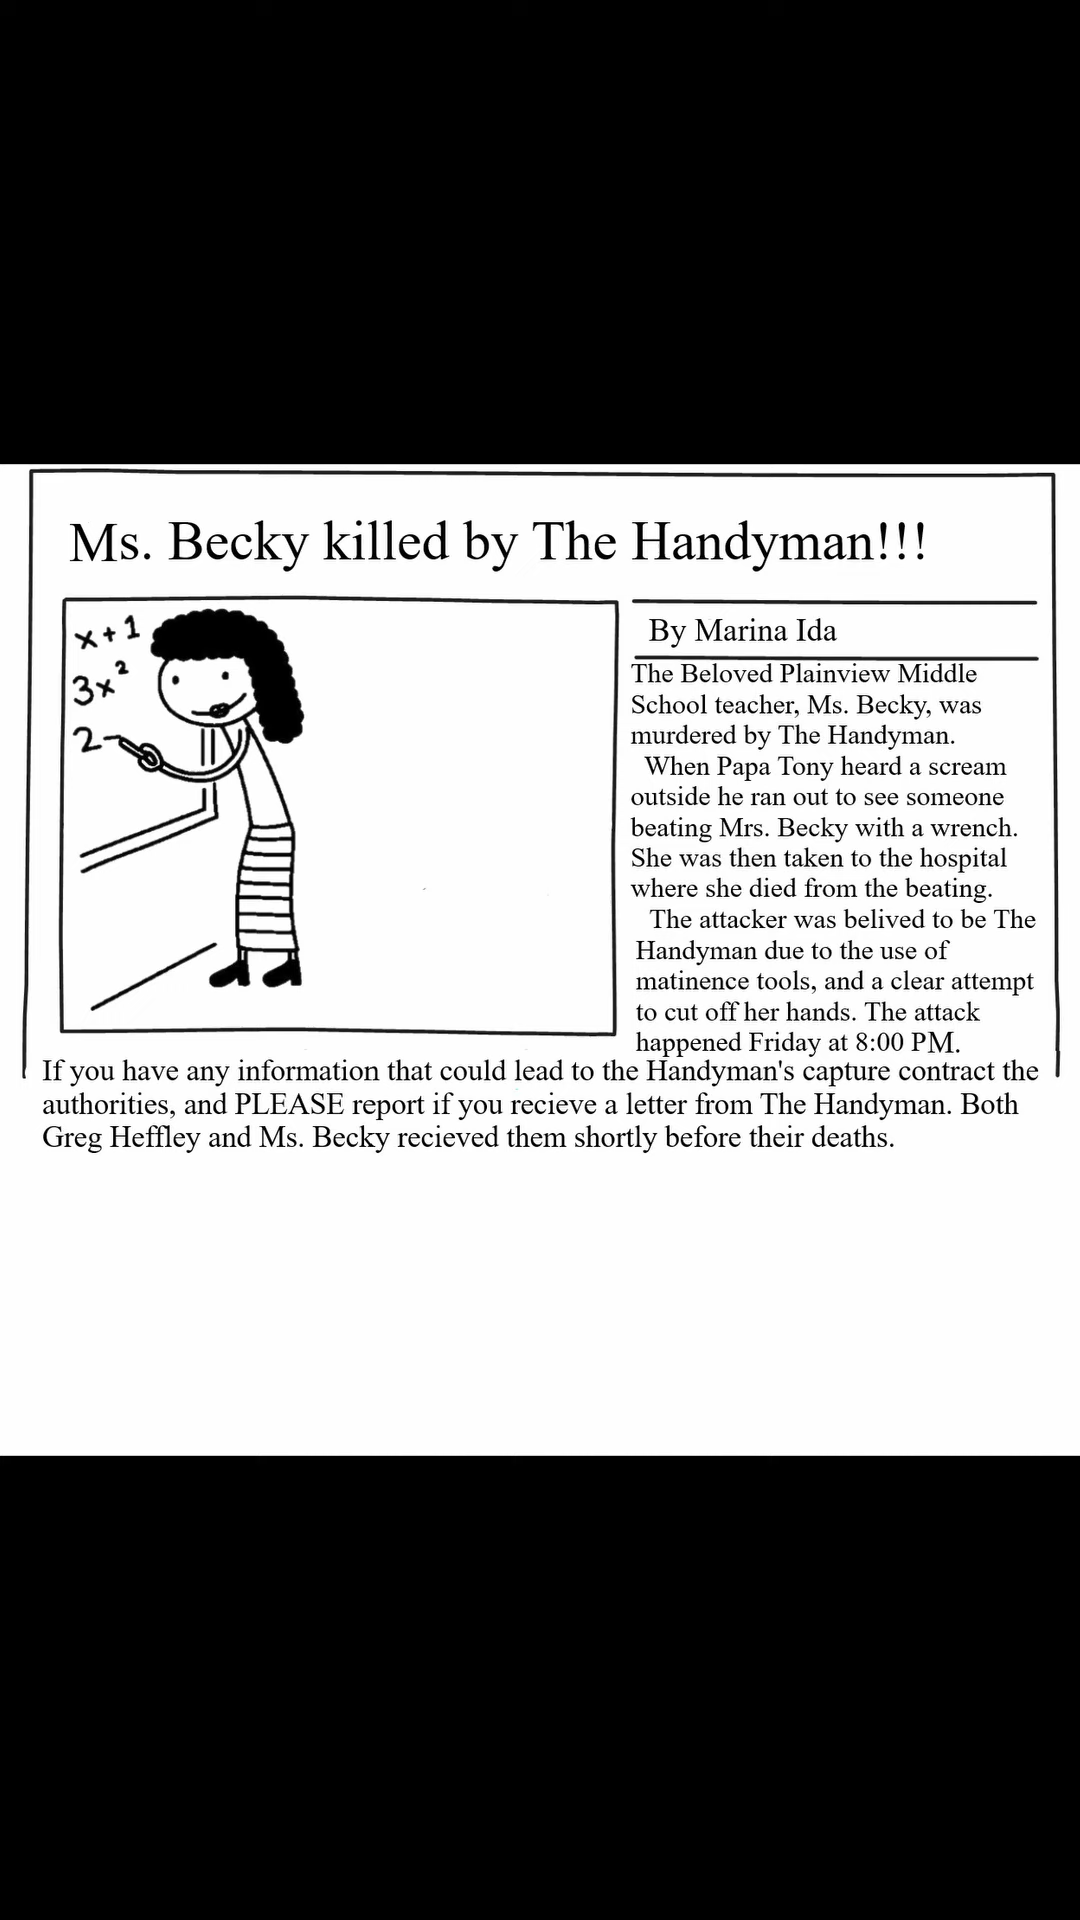 Ms. Becky killed by The Handyman!!!
x + 1
3x²
2-
By Marina Ida
The Beloved Plainview Middle
School teacher, Ms. Becky, was
murdered by The Handyman.
When Papa Tony heard a scream
outside he ran out to see someone
beating Mrs. Becky with a wrench.
She was then taken to the hospital
where she died from the beating.
The attacker was belived to be The
Handyman due to the use of
matinence tools, and a clear attempt
to cut off her hands. The attack
happened Friday at 8:00 PM.
If you have any information that could lead to the Handyman's capture contract the
authorities, and PLEASE report if you recieve a letter from The Handyman. Both
Greg Heffley and Ms. Becky recieved them shortly before their deaths.